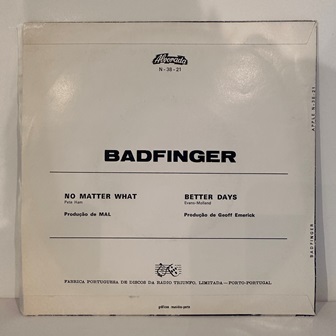 Alvorada
N - 38 - 21
BADFINGER
NO MATTER WHAT
Pete Ham
Produção de MAL
BETTER DAYS
Evans-Molland
Produção de Geoff Emerick
FABRICA PORTUGUESA DE DISCOS DA RADIO TRIUNFO, LIMITADA — PORTO-PORTUGAL
APPLE N-38-21
BADFINGER